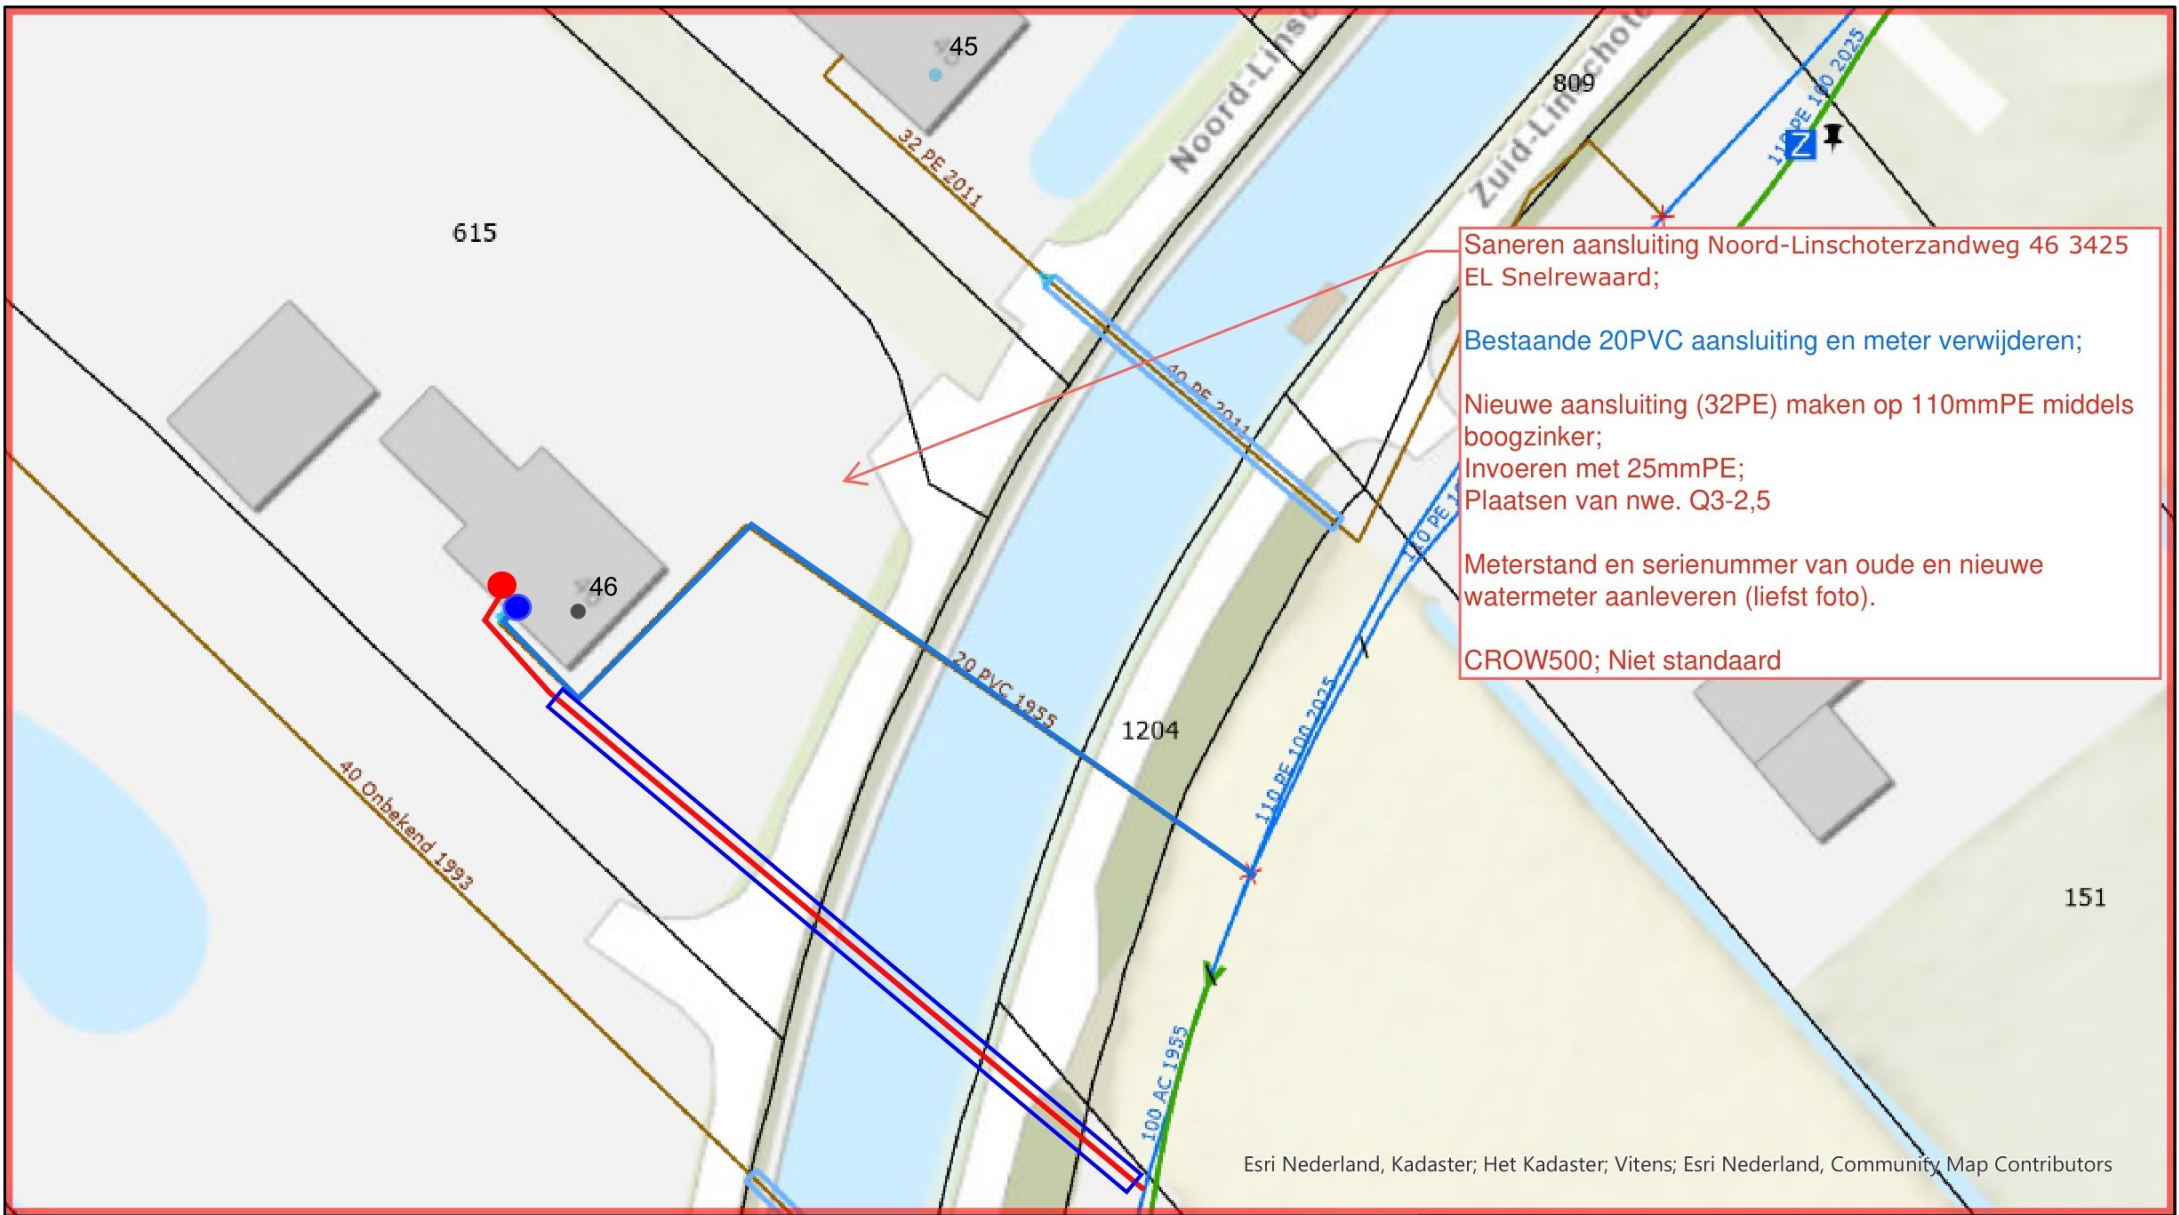 45
Noord-Linsc
Zuid-Linschote
809
110 PE 100 2025
Z
32 PE 2011
615
Saneren aansluiting Noord-Linschoterzandweg 46 3425
EL Snelrewaard;
Bestaande 20PVC aansluiting en meter verwijderen;
Nieuwe aansluiting (32PE) maken op 110mmPE middels
boogzinker;
Invoeren met 25mmPE;
Plaatsen van nwe. Q3-2,5
Meterstand en serienummer van oude en nieuwe
watermeter aanleveren (liefst foto).
CROW500; Niet standaard
40 PE 2011
110 PE 1
46
20 PVC 1955
1204
110 PE 100 2025
40 Onbekend 1993
151
100 AC 1955
Esri Nederland, Kadaster; Het Kadaster; Vitens; Esri Nederland, Community Map Contributors